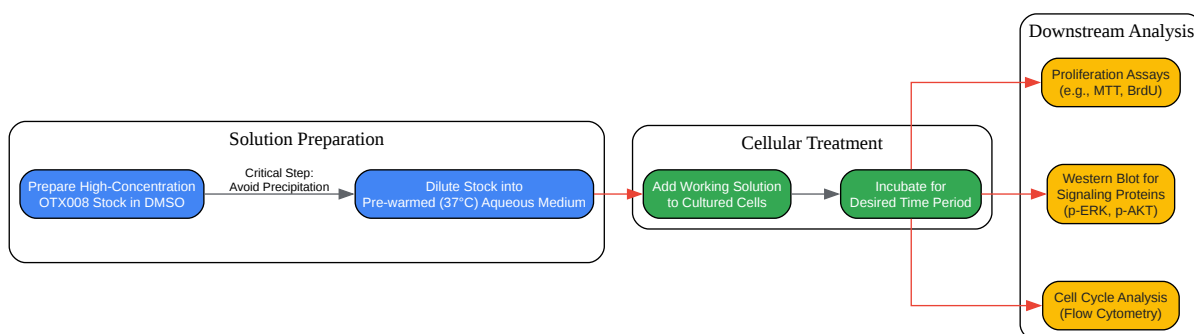 Solution Preparation
Prepare High-Concentration
OTX008 Stock in DMSO
Critical Step:
Avoid Precipitation
Dilute Stock into
Pre-warmed (37°C) Aqueous Medium
Cellular Treatment
Add Working Solution
to Cultured Cells
Incubate for
Desired Time Period
Downstream Analysis
Proliferation Assays
(e.g., MTT, BrdU)
Western Blot for
Signaling Proteins
(p-ERK, p-AKT)
Cell Cycle Analysis
(Flow Cytometry)